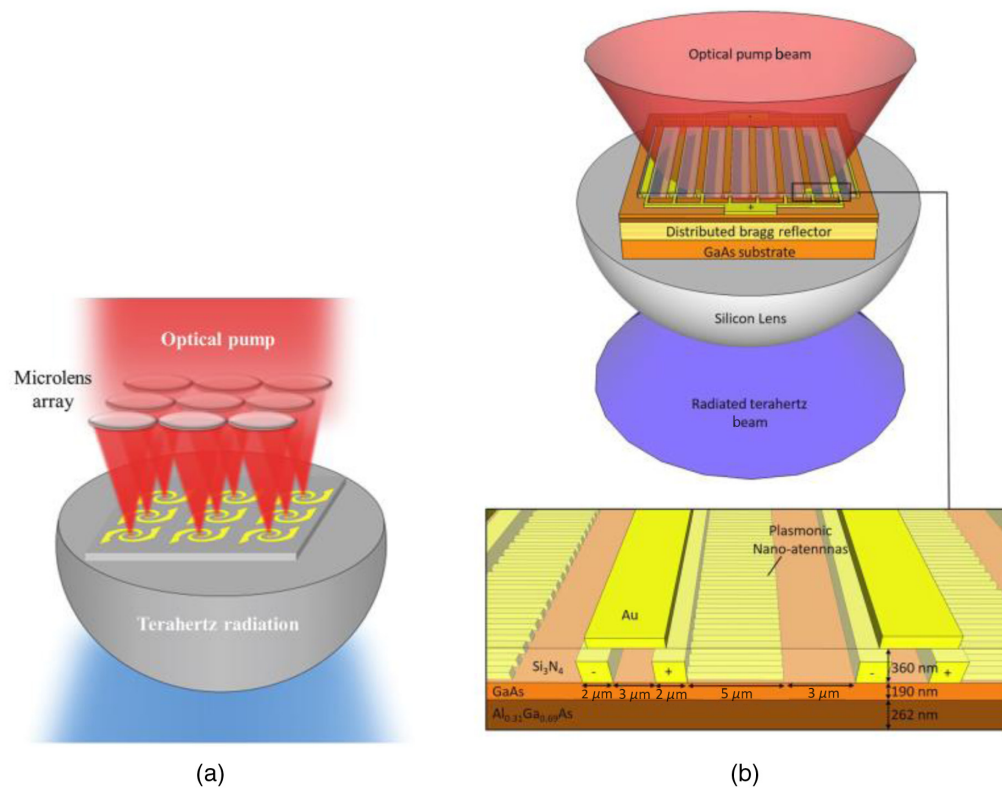 Optical pump
Microlens
array
Terahertz radiation
(a)
Optical pump beam
-
+
Distributed bragg reflector
GaAs substrate
Silicon Lens
Radiated terahertz
beam
Plasmonic
Nano-atennnas
Au
Si₃N₄
- + - +
360 nm
2 μm 3 μm 2 μm 5 μm 3 μm
GaAs 190 nm
Al₀.₃₁Ga₀.₆₉As 262 nm
(b)